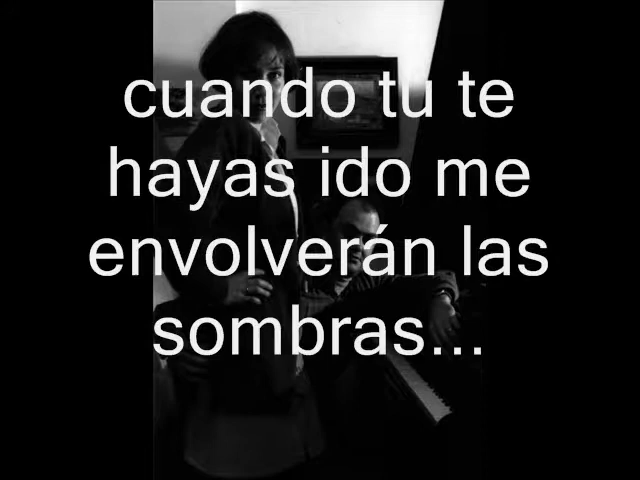 cuando tu te
hayas ido me
envolverán las
sombras...